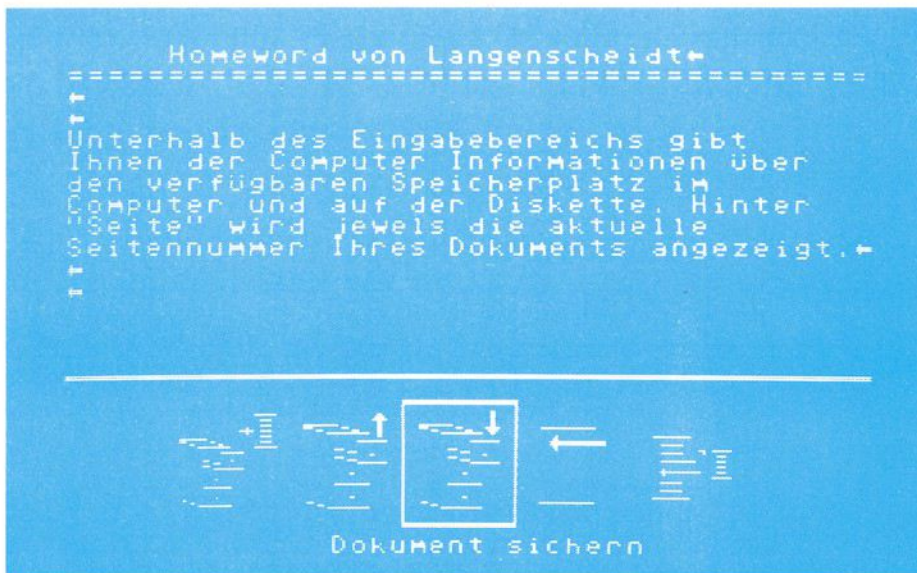 Homeword von Langenscheidt←
==========================================
←
←
Unterhalb des Eingabebereichs gibt
Ihnen der Computer Informationen über
den verfügbaren Speicherplatz im
Computer und auf der Diskette. Hinter
"Seite" wird jewels die aktuelle
Seitennummer Ihres Dokuments angezeigt.←
←
←
Dokument sichern